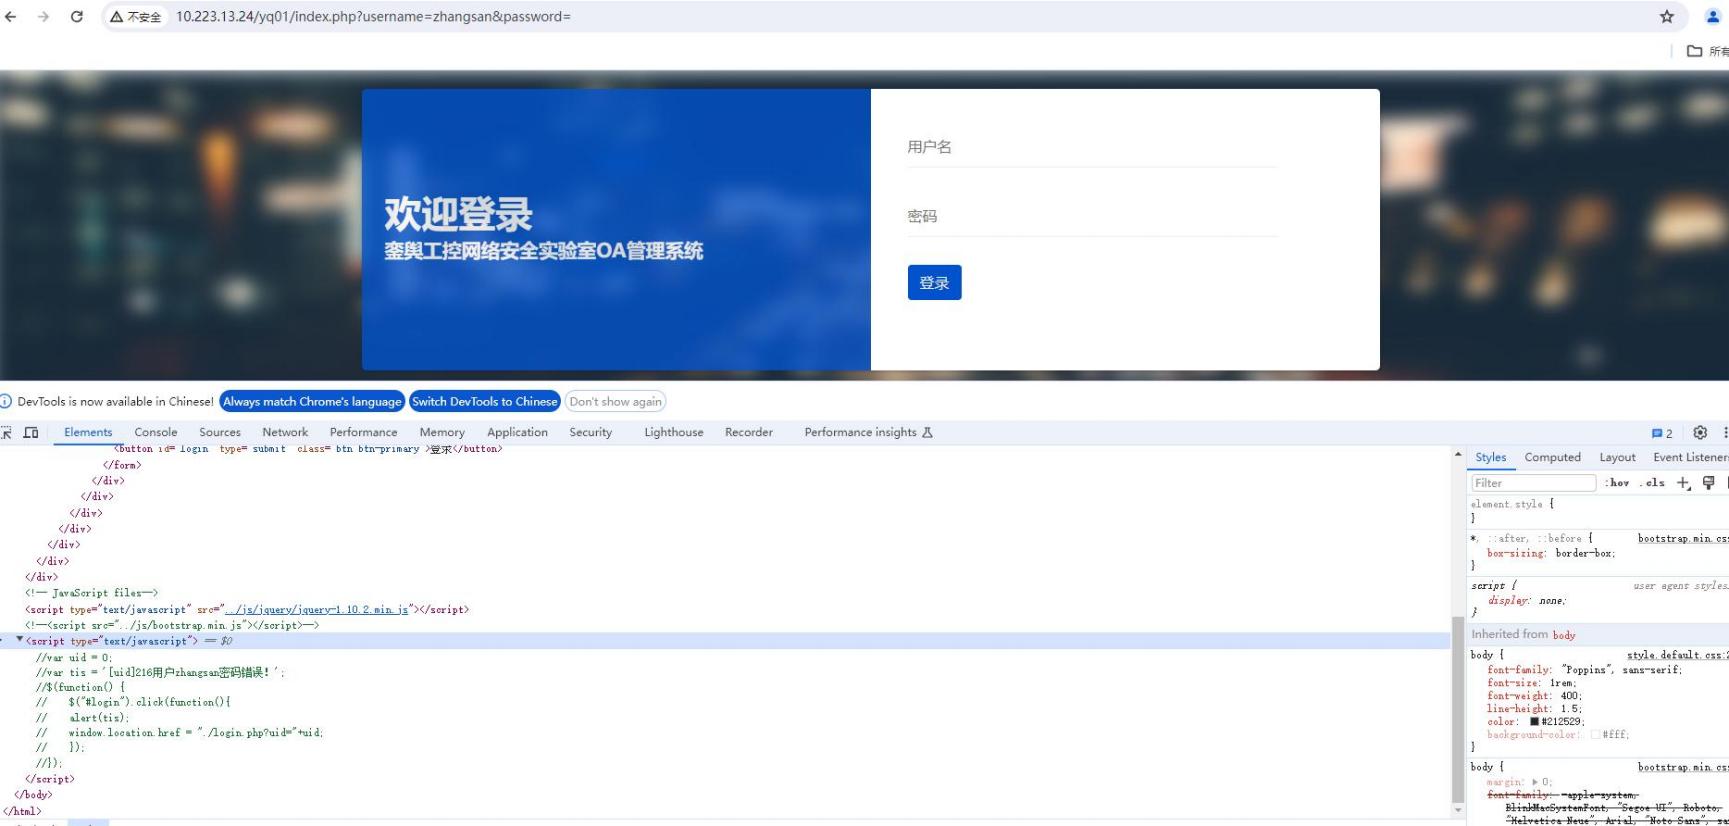 不安全
10.223.13.24/yq01/index.php?username=zhangsan&password=
欢迎登录
銮舆工控网络安全实验室OA管理系统
用户名
密码
登录
DevTools is now available in Chinese! Always match Chrome's language Switch DevTools to Chinese Don't show again
Elements Console Sources Network Performance Memory Application Security Lighthouse Recorder Performance insights 2
<button id="login" type="submit" class="btn btn-primary">登录</button>
</form>
</div>
</div>
</div>
</div>
</div>
</div>
</div>
<!-- JavaScript files-->
<script type="text/javascript" src="../js/jquery/jquery-1.10.2.min.js"></script>
<!--<script src="../js/bootstrap.min.js"></script>-->
<script type="text/javascript"> == $0
//var uid = 0;
//var tis = '[uid]216用户zhangsan密码错误！';
//$(function() {
// $("#login").click(function(){
// alert(tis);
// window.location.href = "./login.php?uid="+uid;
// });
//});
</script>
</body>
</html>
Styles Computed Layout Event Listeners
Filter :hov .cls
element.style {
}
*, ::after, ::before { bootstrap.min.css
box-sizing: border-box;
}
script { user agent styles
display: none;
}
Inherited from body
body { style.default.css:2
font-family: "Poppins", sans-serif;
font-size: 1rem;
font-weight: 400;
line-height: 1.5;
color: #212529;
background-color: #fff;
}
body { bootstrap.min.css
margin: 0;
font-family: -apple-system,
BlinkMacSystemFont, "Segoe UI", Roboto,
"Helvetica Neue", Arial, "Noto Sans", sa